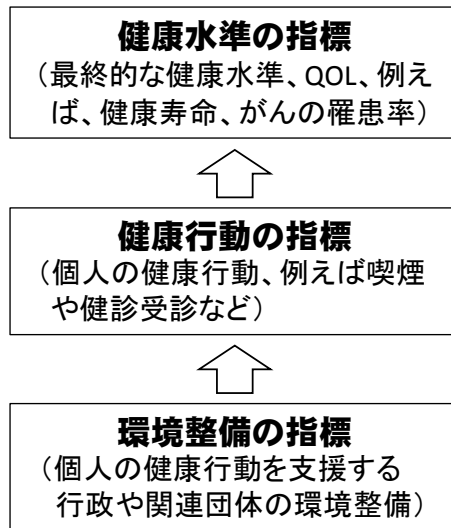 健康水準の指標
（最終的な健康水準、QOL、例え
ば、健康寿命、がんの罹患率）
健康行動の指標
（個人の健康行動、例えば喫煙
や健診受診など）
環境整備の指標
（個人の健康行動を支援する
行政や関連団体の環境整備）